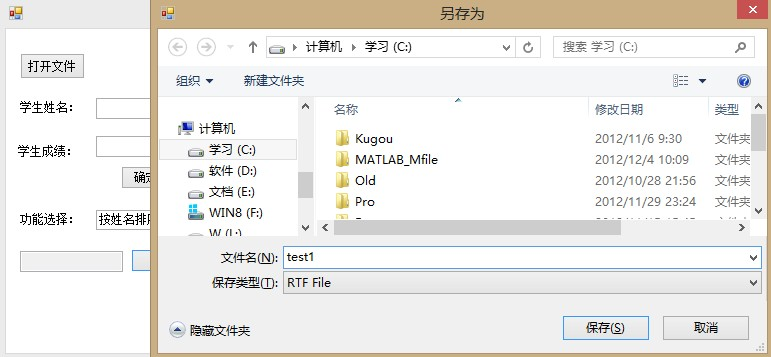 另存为
打开文件
学生姓名：
学生成绩：
功能选择：
按姓名排
计算机
学习 (C:)
搜索 学习 (C:)
组织
新建文件夹
计算机
学习 (C:)
软件 (D:)
文档 (E:)
WIN8 (F:)
名称
修改日期
类型
Kugou
2012/11/6 9:30
文件夹
MATLAB_Mfile
2012/12/4 10:09
文件夹
Old
2012/10/28 21:56
文件夹
Pro
2012/11/29 23:24
文件夹
文件名(N):
test1
保存类型(T):
RTF File
隐藏文件夹
保存(S)
取消